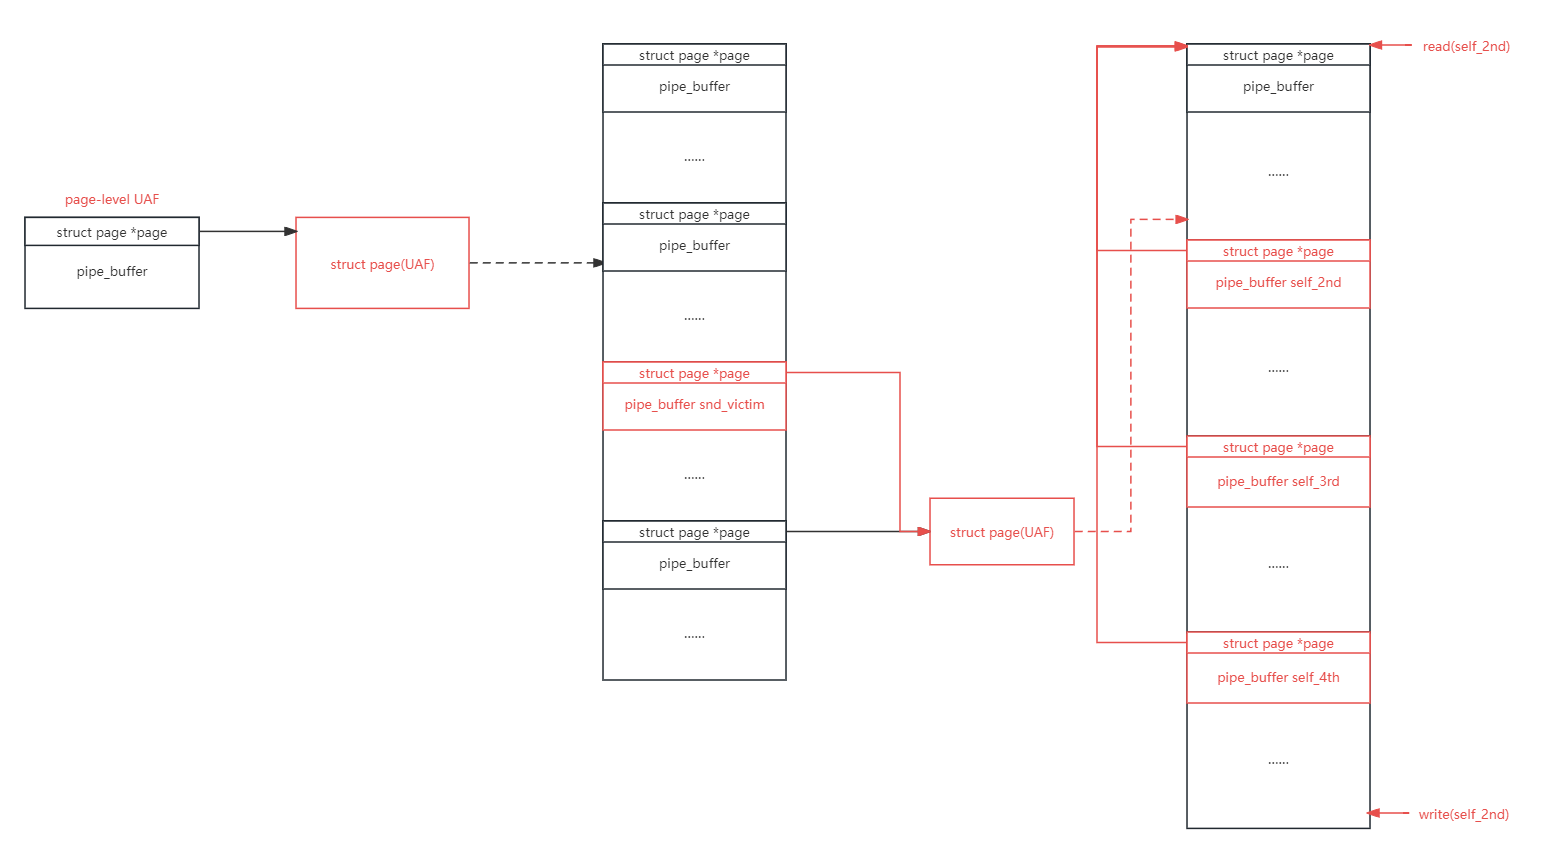 page-level UAF
struct page *page
pipe_buffer
struct page(UAF)
struct page *page
pipe_buffer
......
struct page *page
pipe_buffer
......
struct page *page
pipe_buffer snd_victim
......
struct page *page
pipe_buffer
......
struct page(UAF)
struct page *page
pipe_buffer
......
struct page *page
pipe_buffer self_2nd
......
struct page *page
pipe_buffer self_3rd
......
struct page *page
pipe_buffer self_4th
......
read(self_2nd)
write(self_2nd)